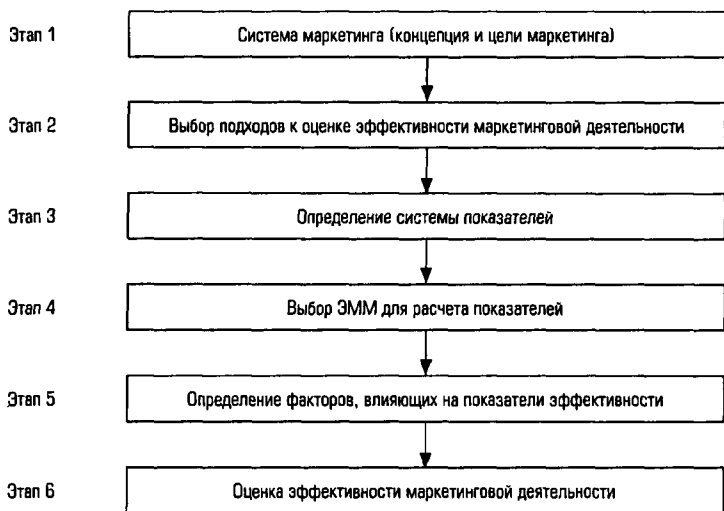 Этап 1 Система маркетинга (концепция и цели маркетинга)
Этап 2 Выбор подходов к оценке эффективности маркетинговой деятельности
Этап 3 Определение системы показателей
Этап 4 Выбор ЭММ для расчета показателей
Этап 5 Определение факторов, влияющих на показатели эффективности
Этап 6 Оценка эффективности маркетинговой деятельности